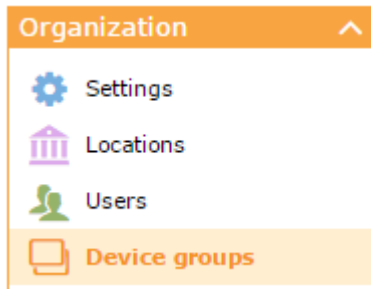 Organization
Settings
Locations
Users
Device groups